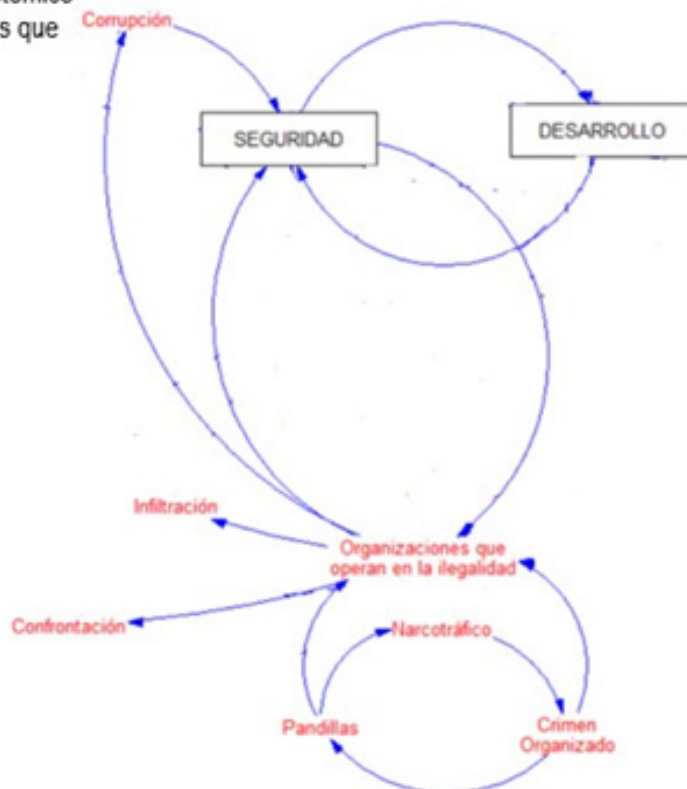 s que
Corrupción
SEGURIDAD
DESARROLLO
Infiltración
Organizaciones que
operan en la ilegalidad
Confrontación
Narcotráfico
Pandillas
Crimen
Organizado